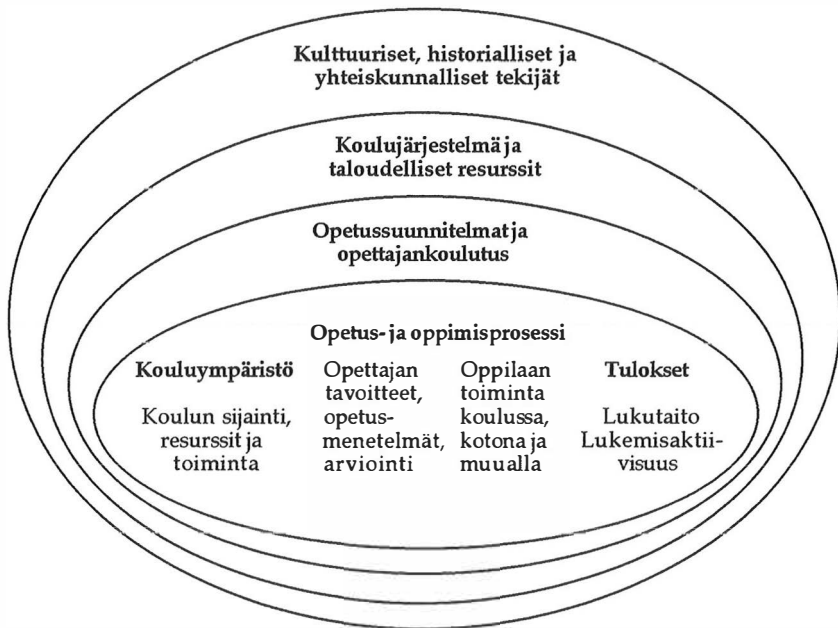 Kulttuuriset, historialliset ja
yhteiskunnalliset tekijät
Koulujärjestelmä ja
taloudelliset resurssit
Opetussuunnitelmat ja
opettajankoulutus
Opetus- ja oppimisprosessi
Kouluympäristö
Koulun sijainti,
resurssit ja
toiminta
Opettajan
tavoitteet,
opetus-
menetelmät,
arviointi
Oppilaan
toiminta
koulussa,
kotona ja
muualla
Tulokset
Lukutaito
Lukemisaktii-
visuus